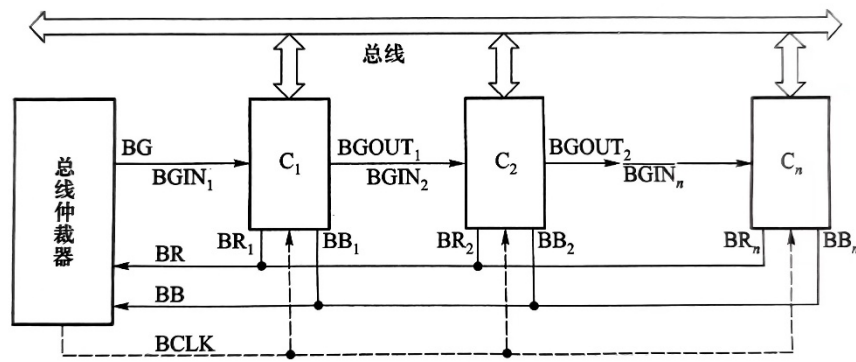 总线
总线仲裁器
BG
BGIN₁
C₁
BGOUT₁
BGIN₂
C₂
BGOUT₂
BGINₙ
Cₙ
BR₁
BB₁
BR₂
BB₂
BRₙ
BBₙ
BR
BB
BCLK